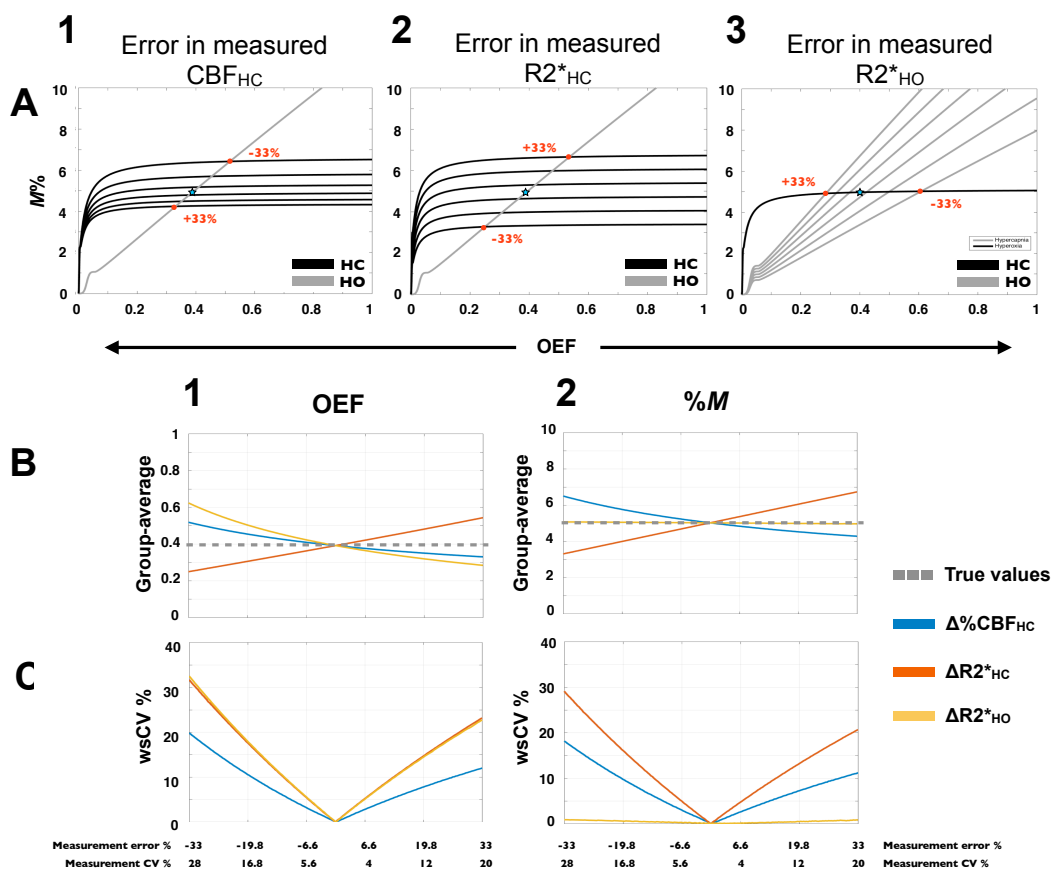 1
Error in measured
CBFHC
2
Error in measured
R2*HC
3
Error in measured
R2*HO
A
M%
10
8
6
4
2
0
0
0.2
0.4
0.6
0.8
1
-33%
+33%
HC
HO
10
8
6
4
2
0
0
0.2
0.4
0.6
0.8
1
+33%
-33%
HC
HO
10
8
6
4
2
0
0
0.2
0.4
0.6
0.8
1
+33%
-33%
Hypercapnia
Hyperoxia
HC
HO
OEF
1
OEF
2
%M
B
Group-average
1
0.8
0.6
0.4
0.2
0
Group-average
10
8
6
4
2
0
C
wsCV %
40
30
20
10
0
wsCV %
40
30
20
10
0
True values
Δ%CBFHC
ΔR2*HC
ΔR2*HO
Measurement error % -33 -19.8 -6.6 6.6 19.8 33 -33 -19.8 -6.6 6.6 19.8 33 Measurement error %
Measurement CV % 28 16.8 5.6 4 12 20 28 16.8 5.6 4 12 20 Measurement CV %